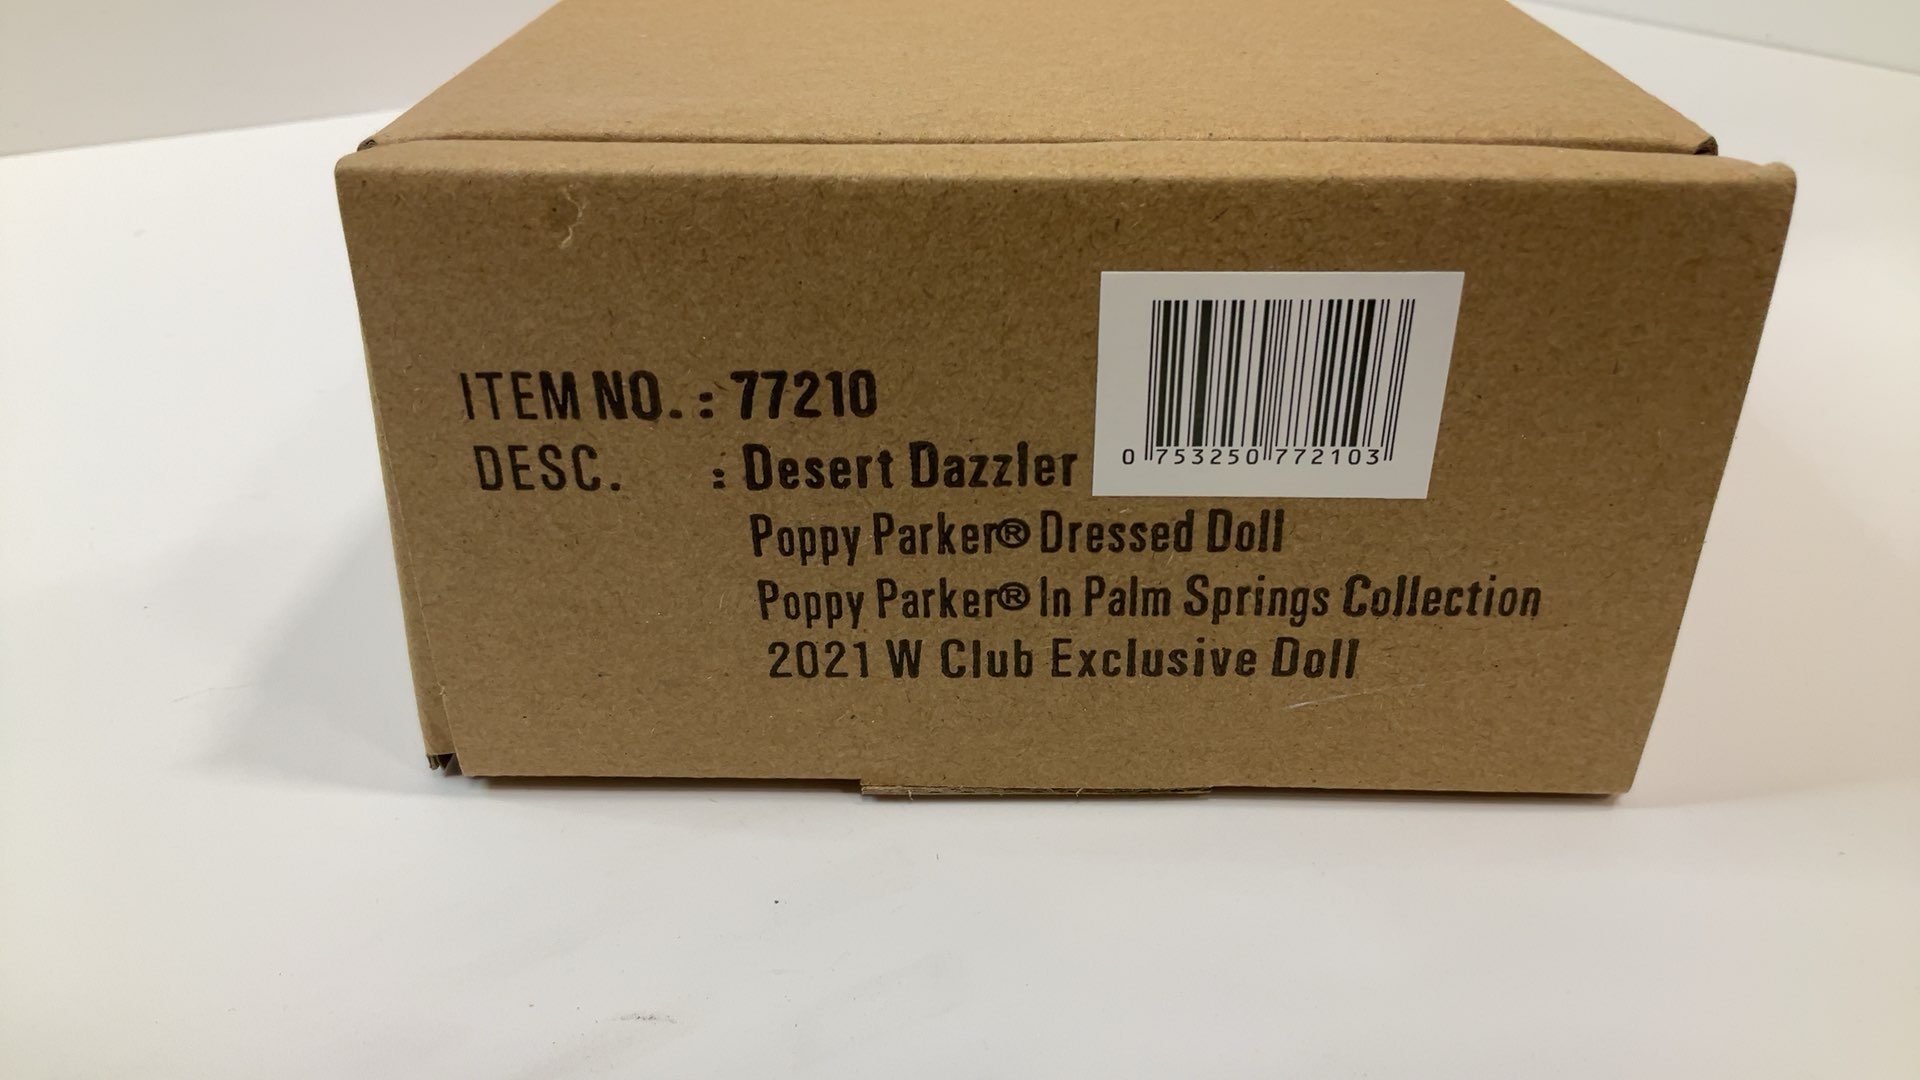 ITEM NO. : 77210
DESC. : Desert Dazzler
Poppy Parker® Dressed Doll
Poppy Parker® In Palm Springs Collection
2021 W Club Exclusive Doll
0 753250 772103